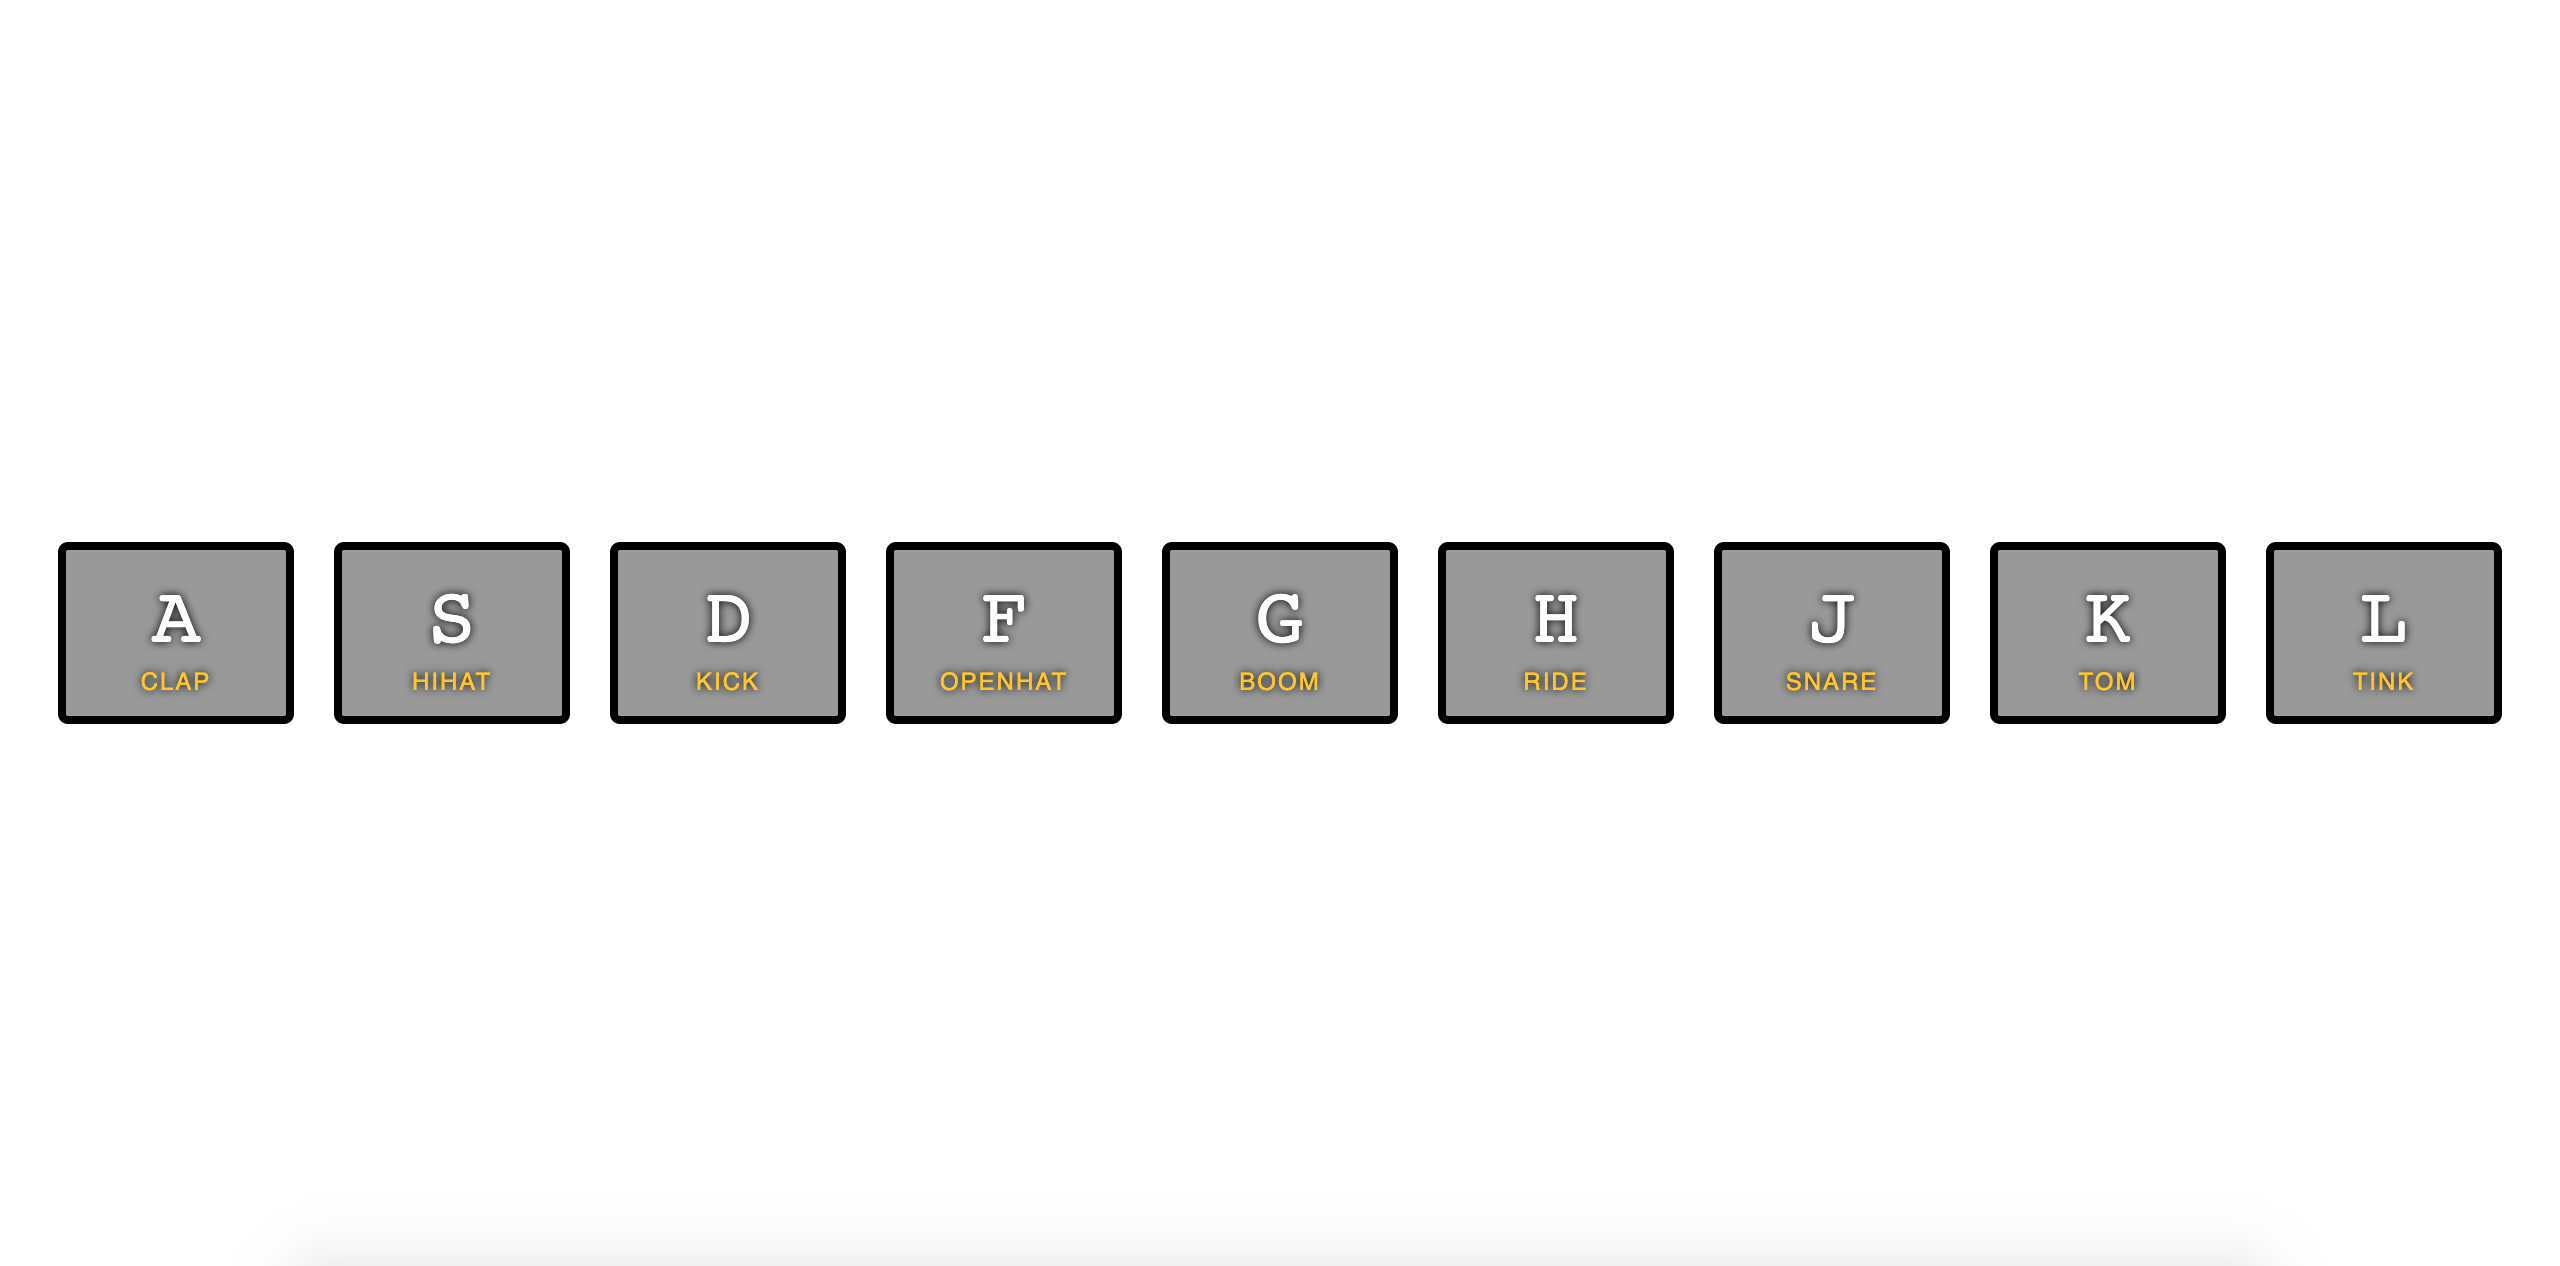 A S D F G H J K L
CLAP HIHAT KICK OPENHAT BOOM RIDE SNARE TOM TINK